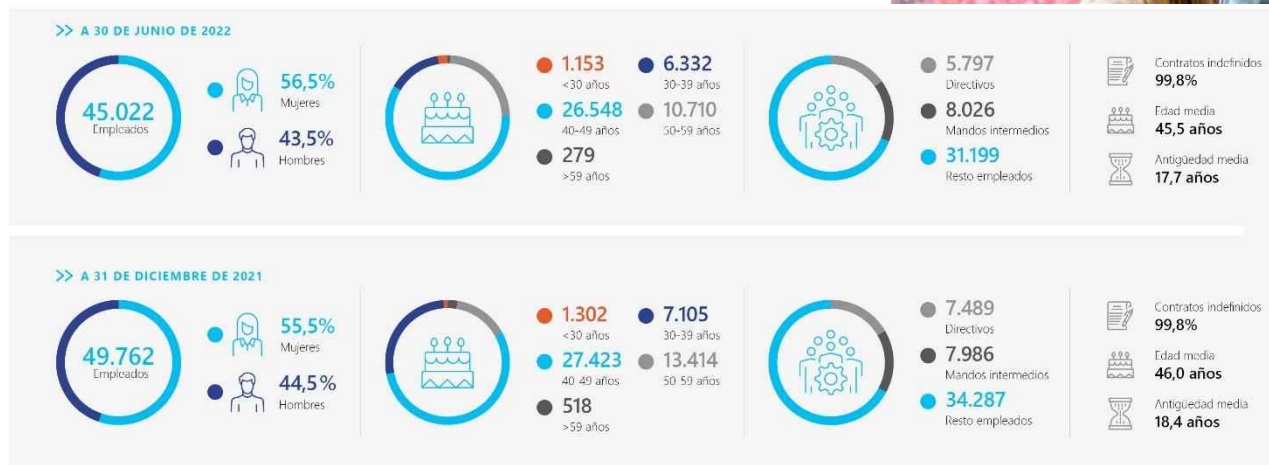 >> A 30 DE JUNIO DE 2022
45.022
Empleados
56,5%
Mujeres
43,5%
Hombres
1.153
<30 años
6.332
30-39 años
26.548
40-49 años
10.710
50-59 años
279
>59 años
5.797
Directivos
8.026
Mandos intermedios
31.199
Resto empleados
Contratos indefinidos
99,8%
Edad media
45,5 años
Antigüedad media
17,7 años
>> A 31 DE DICIEMBRE DE 2021
49.762
Empleados
55,5%
Mujeres
44,5%
Hombres
1.302
<30 años
7.105
30-39 años
27.423
40-49 años
13.414
50-59 años
518
>59 años
7.489
Directivos
7.986
Mandos intermedios
34.287
Resto empleados
Contratos indefinidos
99,8%
Edad media
46,0 años
Antigüedad media
18,4 años